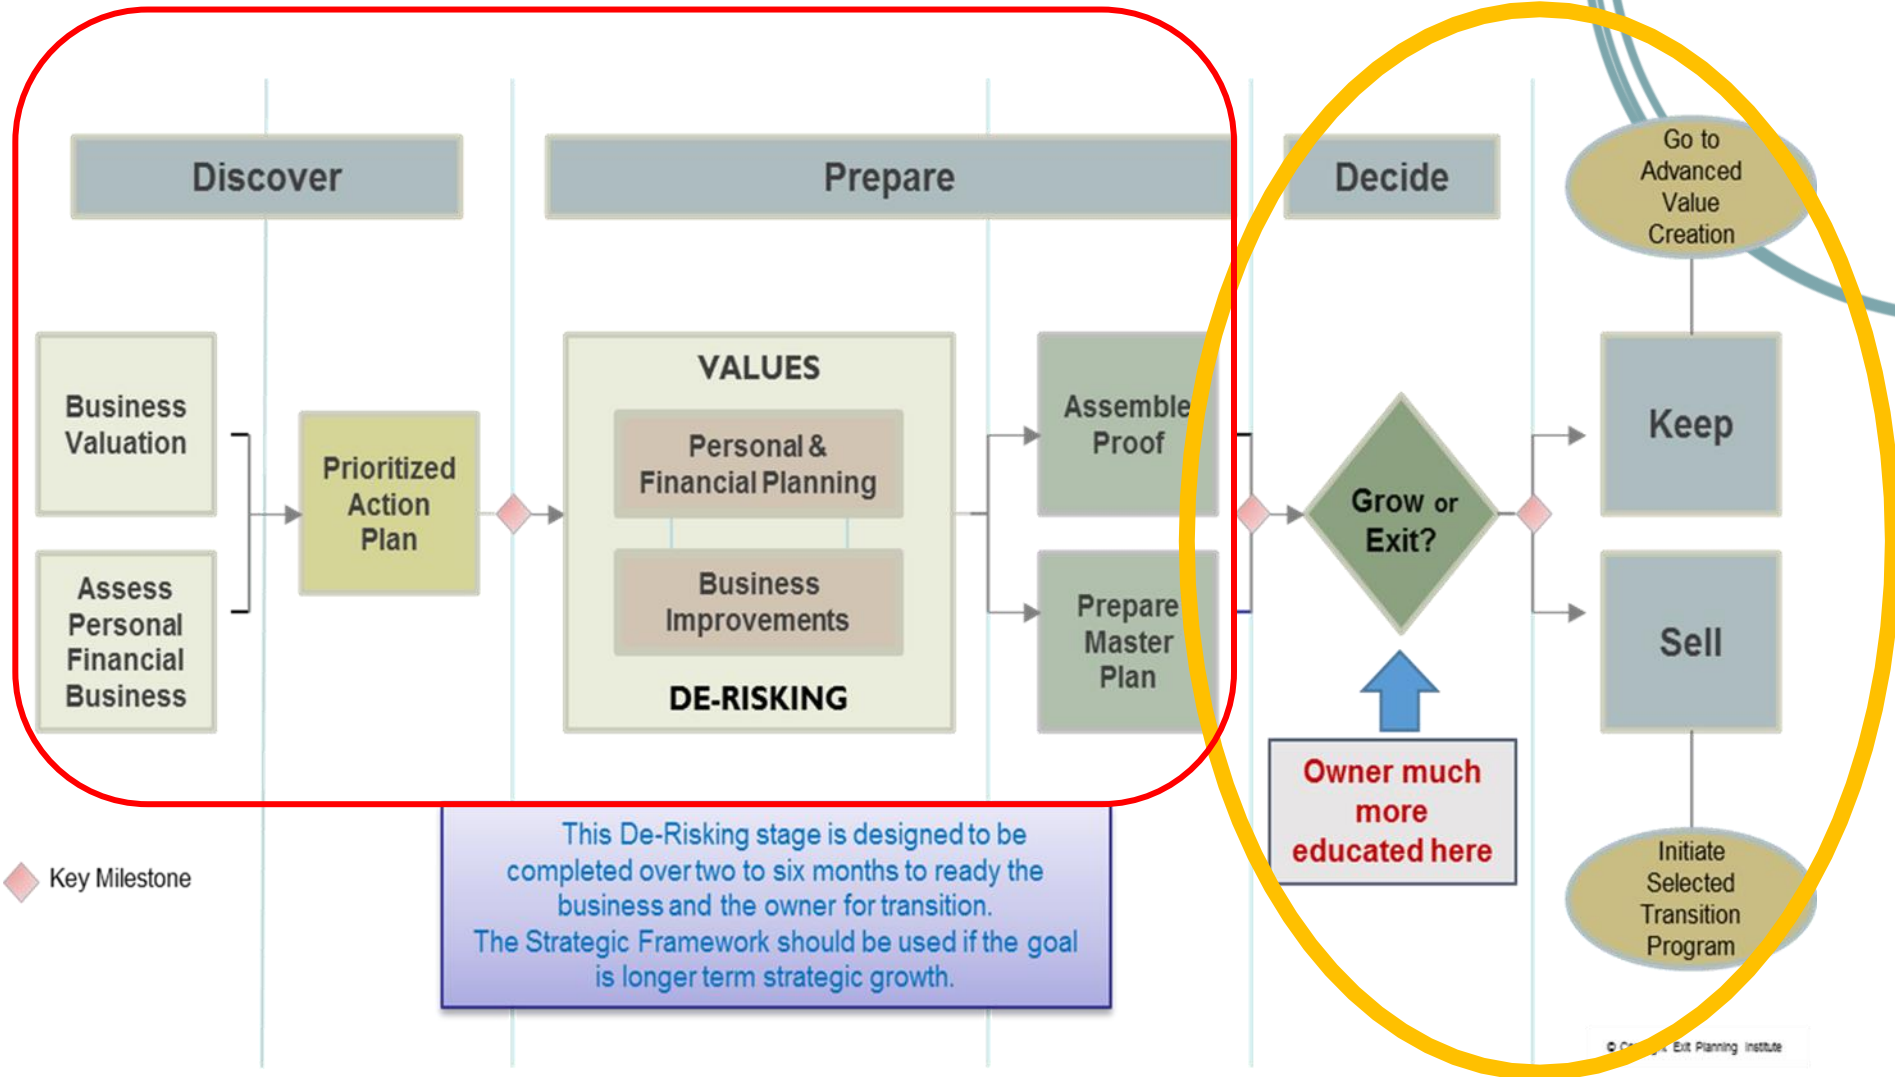 Discover
Prepare
Decide
Go to
Advanced
Value
Creation
Business
Valuation
Assess
Personal
Financial
Business
Prioritized
Action
Plan
VALUES
Personal &
Financial Planning
Business
Improvements
DE-RISKING
Assemble
Proof
Prepare
Master
Plan
Grow or
Exit?
Keep
Sell
Owner much
more
educated here
Initiate
Selected
Transition
Program
Key Milestone
This De-Risking stage is designed to be
completed over two to six months to ready the
business and the owner for transition.
The Strategic Framework should be used if the goal
is longer term strategic growth.
© Exit Planning Institute